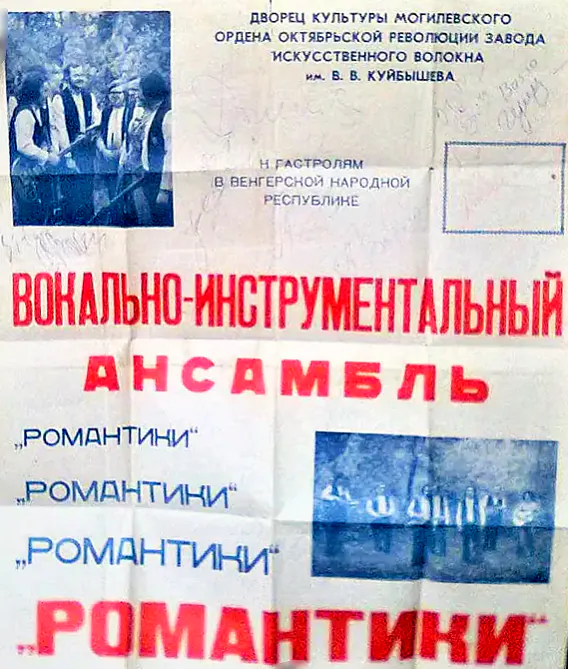 ДВОРЕЦ КУЛЬТУРЫ МОГИЛЕВСКОГО
ОРДЕНА ОКТЯБРЬСКОЙ РЕВОЛЮЦИИ ЗАВОДА
ИСКУССТВЕННОГО ВОЛОКНА
ИМ. В. В. КУЙБЫШЕВА
К ГАСТРОЛЯМ
В ВЕНГЕРСКОЙ НАРОДНОЙ
РЕСПУБЛИКЕ
ВОКАЛЬНО-ИНСТРУМЕНТАЛЬНЫЙ
АНСАМБЛЬ
„РОМАНТИКИ“
„РОМАНТИКИ“
„РОМАНТИКИ“
„РОМАНТИКИ“